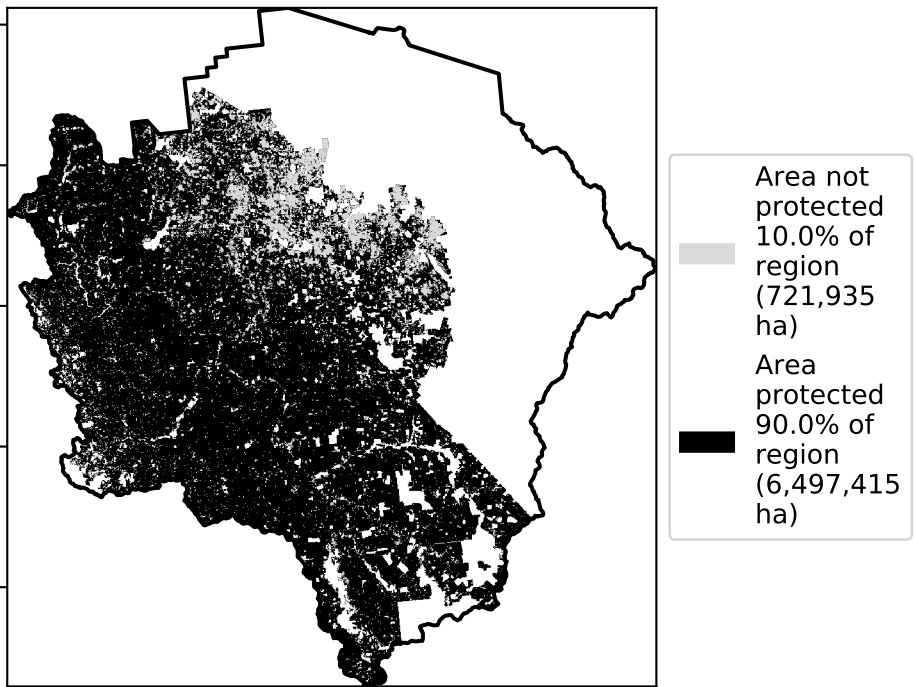 Area not
protected
10.0% of
region
(721,935
ha)
Area
protected
90.0% of
region
(6,497,415
ha)